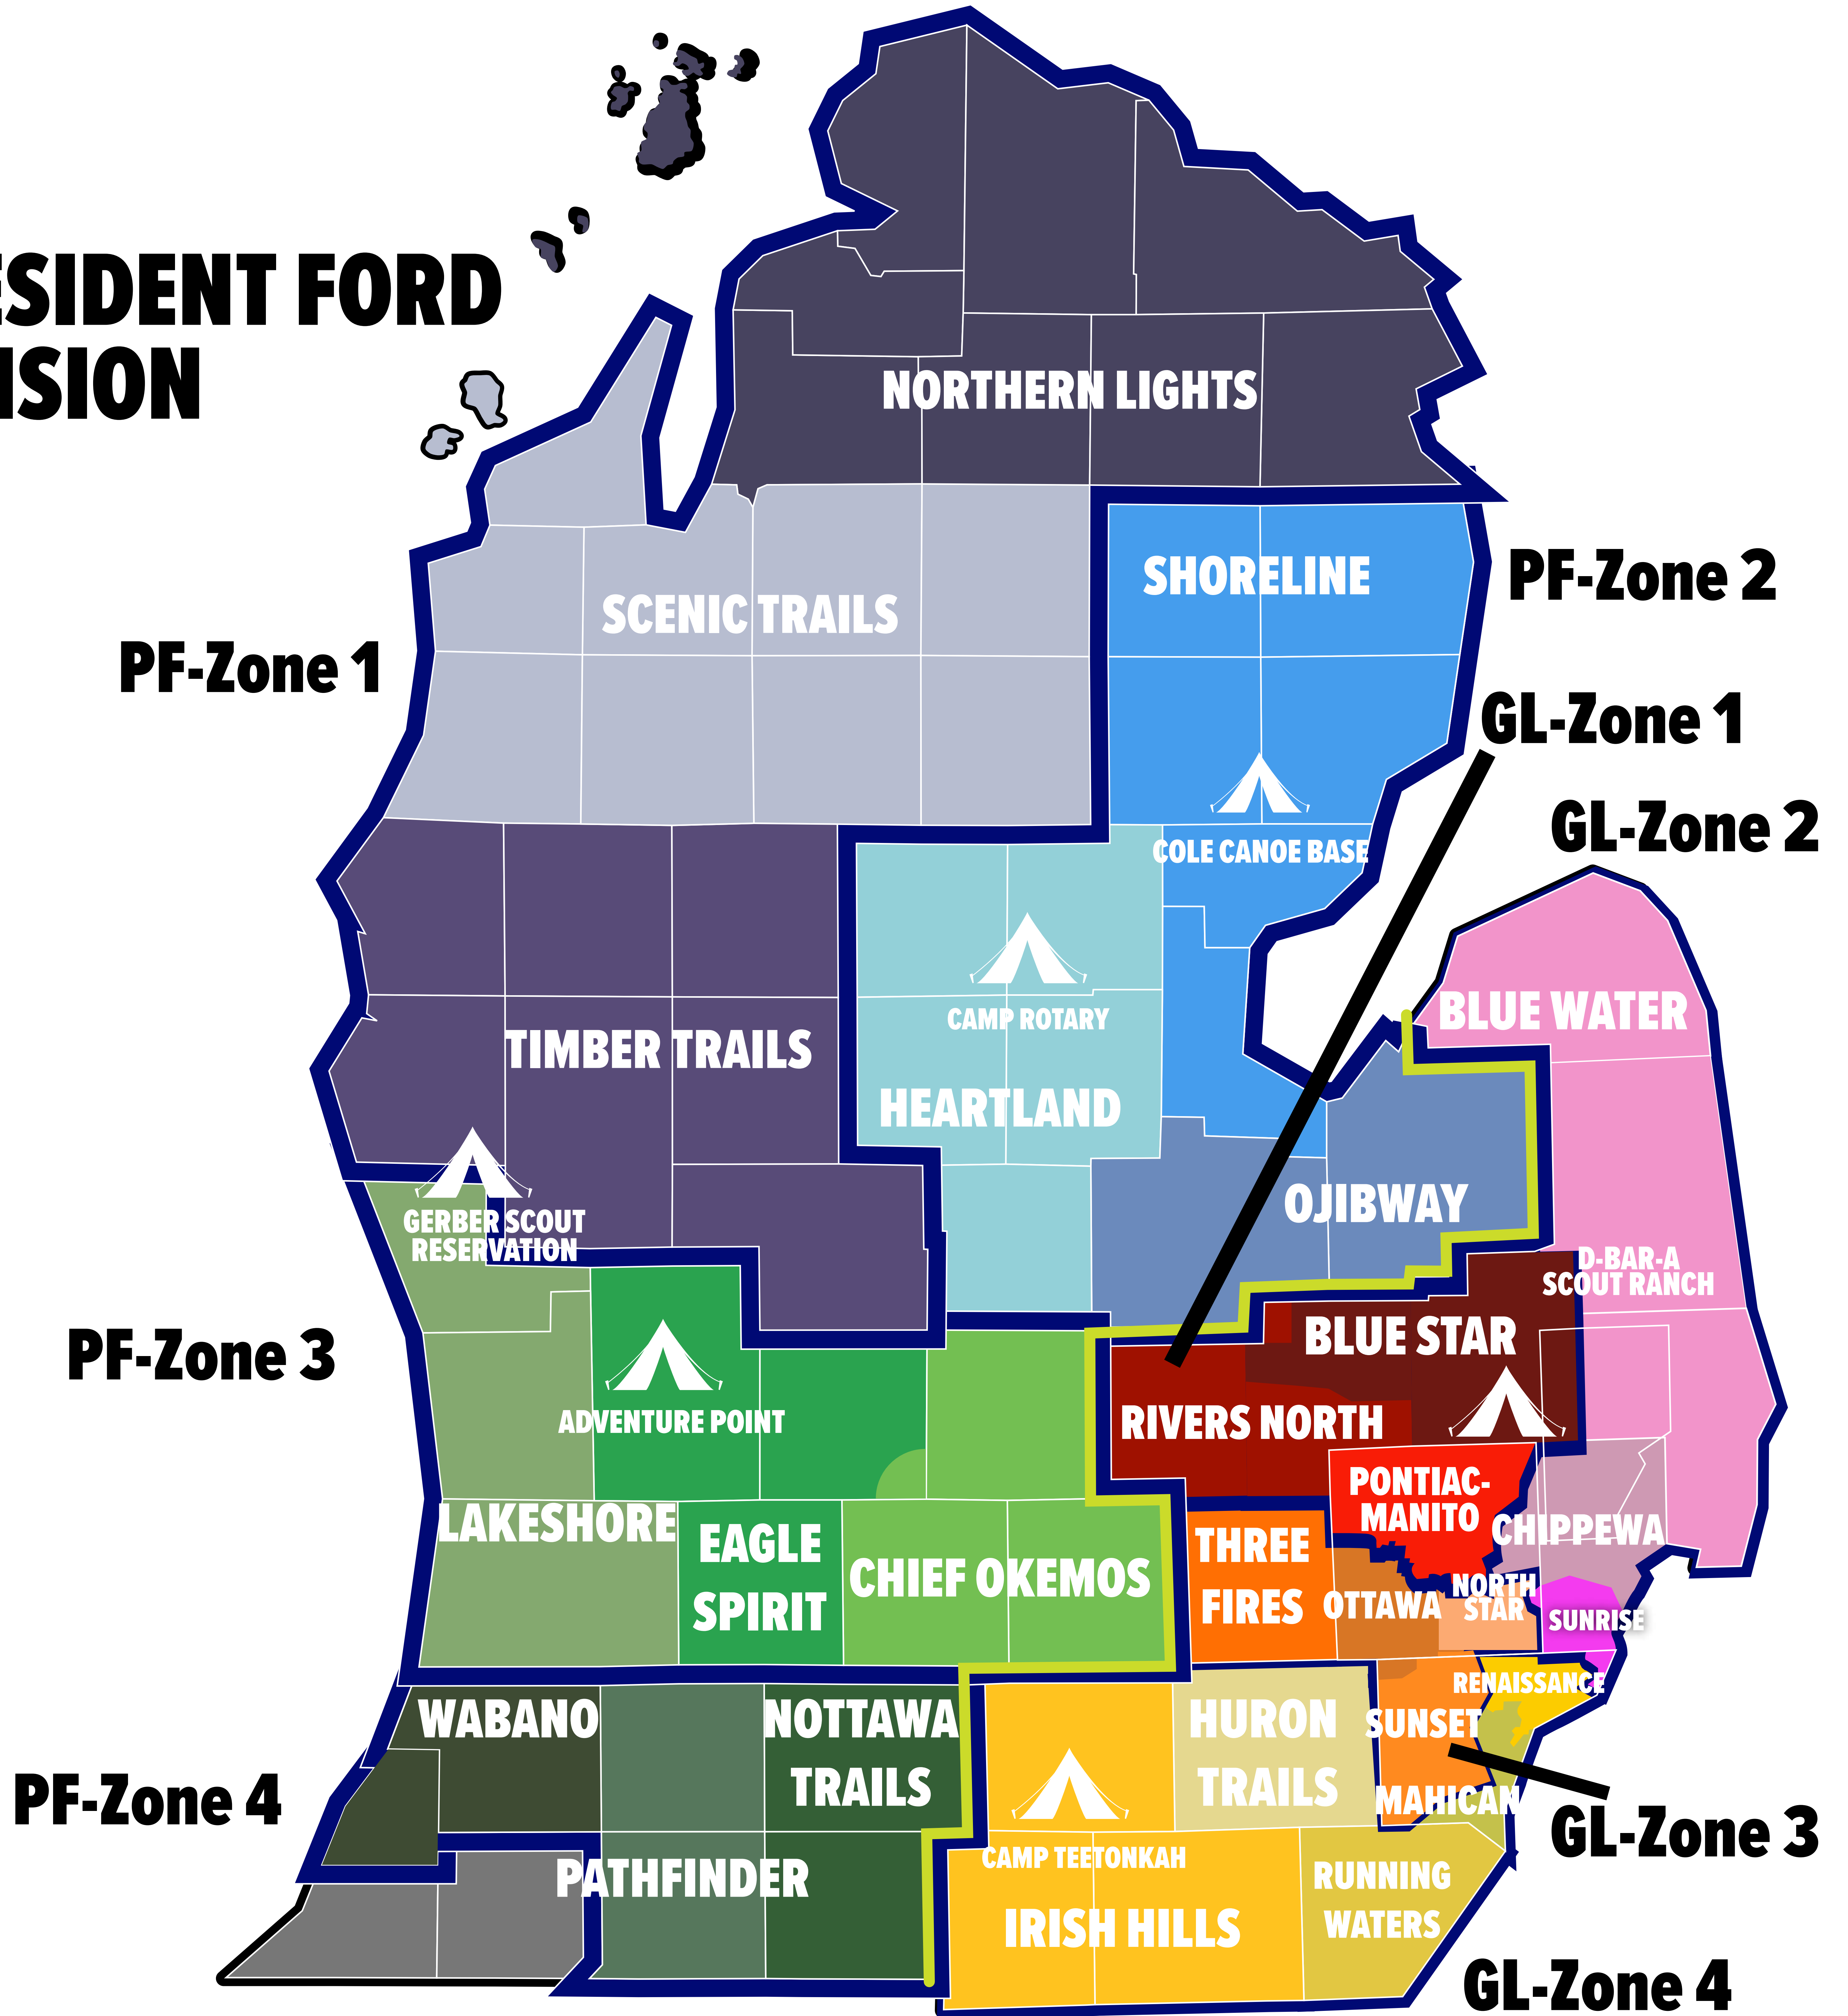 ESIDENT FORD
ISION
NORTHERN LIGHTS
SHORELINE
PF-Zone 2
SCENIC TRAILS
PF-Zone 1
GL-Zone 1
GL-Zone 2
COLE CANOE BASE
CAMP ROTARY
BLUE WATER
TIMBER TRAILS
HEARTLAND
OJIBWAY
GERBER SCOUT
RESERVATION
D-BAR-A
SCOUT RANCH
PF-Zone 3
BLUE STAR
ADVENTURE POINT
RIVERS NORTH
PONTIAC-
MANITO
LAKESHORE
EAGLE
SPIRIT
CHIEF OKEMOS
THREE
FIRES
CHIPPEWA
OTTAWA
NORTH
STAR
SUNRISE
RENAISSANCE
WABANO
NOTTAWA
TRAILS
HURON
TRAILS
SUNSET
MAHICAN
PF-Zone 4
GL-Zone 3
PATHFINDER
CAMP TEETONKAH
IRISH HILLS
RUNNING
WATERS
GL-Zone 4